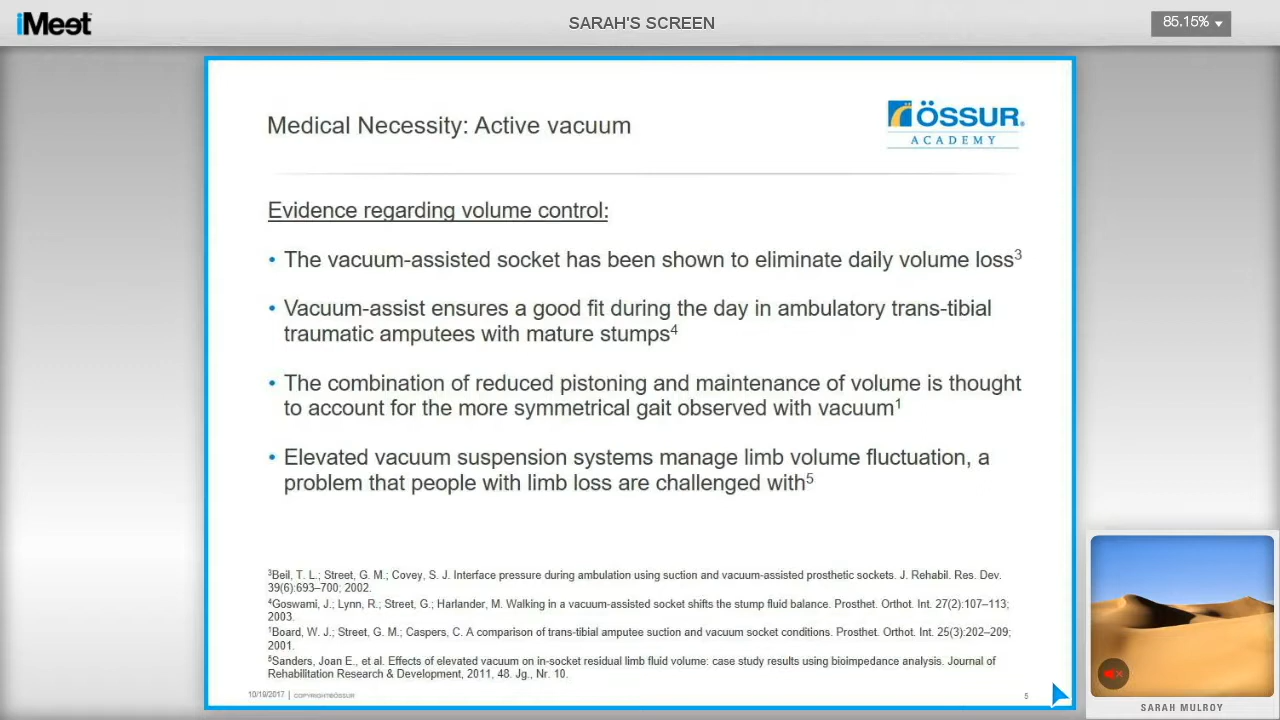 iMeet
SARAH'S SCREEN
85.15%
Medical Necessity: Active vacuum
ÖSSUR®
ACADEMY
Evidence regarding volume control:
• The vacuum-assisted socket has been shown to eliminate daily volume loss3
• Vacuum-assist ensures a good fit during the day in ambulatory trans-tibial
traumatic amputees with mature stumps4
• The combination of reduced pistoning and maintenance of volume is thought
to account for the more symmetrical gait observed with vacuum1
• Elevated vacuum suspension systems manage limb volume fluctuation, a
problem that people with limb loss are challenged with5
3Beil, T. L.; Street, G. M.; Covey, S. J. Interface pressure during ambulation using suction and vacuum-assisted prosthetic sockets. J. Rehabil. Res. Dev.
39(6):693–700; 2002.
4Goswami, J.; Lynn, R.; Street, G.; Harlander, M. Walking in a vacuum-assisted socket shifts the stump fluid balance. Prosthet. Orthot. Int. 27(2):107–113;
2003.
1Board, W. J.; Street, G. M.; Caspers, C. A comparison of trans-tibial amputee suction and vacuum socket conditions. Prosthet. Orthot. Int. 25(3):202–209;
2001.
5Sanders, Joan E., et al. Effects of elevated vacuum on in-socket residual limb fluid volume: case study results using bioimpedance analysis. Journal of
Rehabilitation Research & Development, 2011, 48. Jg., Nr. 10.
10/19/2017 | COPYRIGHT©ÖSSUR
5
SARAH MULROY